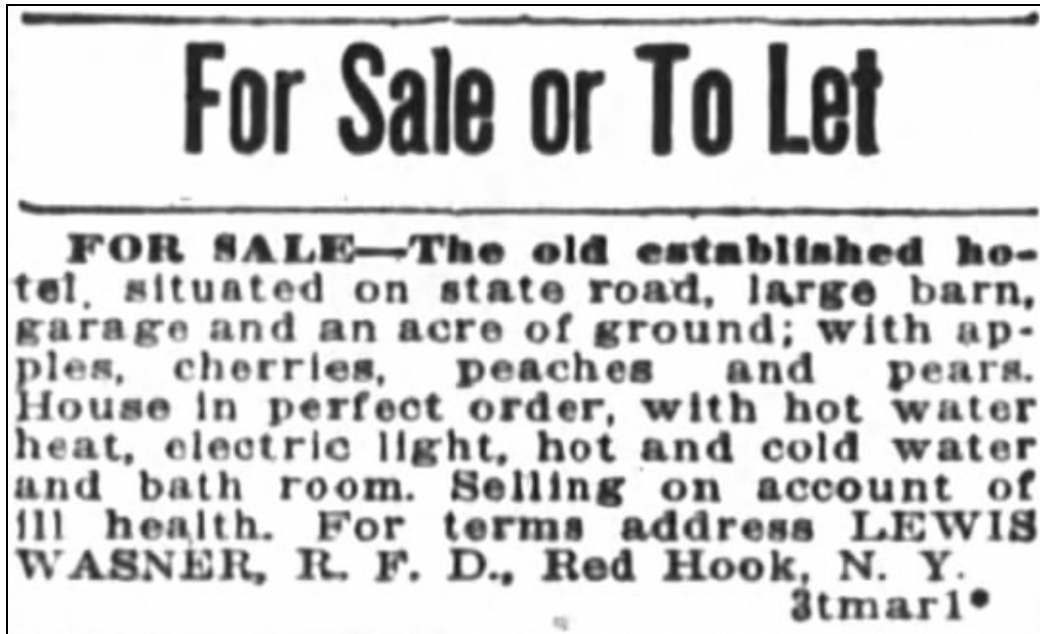 For Sale or To Let
FOR SALE—The old established ho-
tel, situated on state road, large barn,
garage and an acre of ground; with ap-
ples, cherries, peaches and pears.
House in perfect order, with hot water
heat, electric light, hot and cold water
and bath room. Selling on account of
ill health. For terms address LEWIS
WASNER, R. F. D., Red Hook, N. Y.
3tmar1*